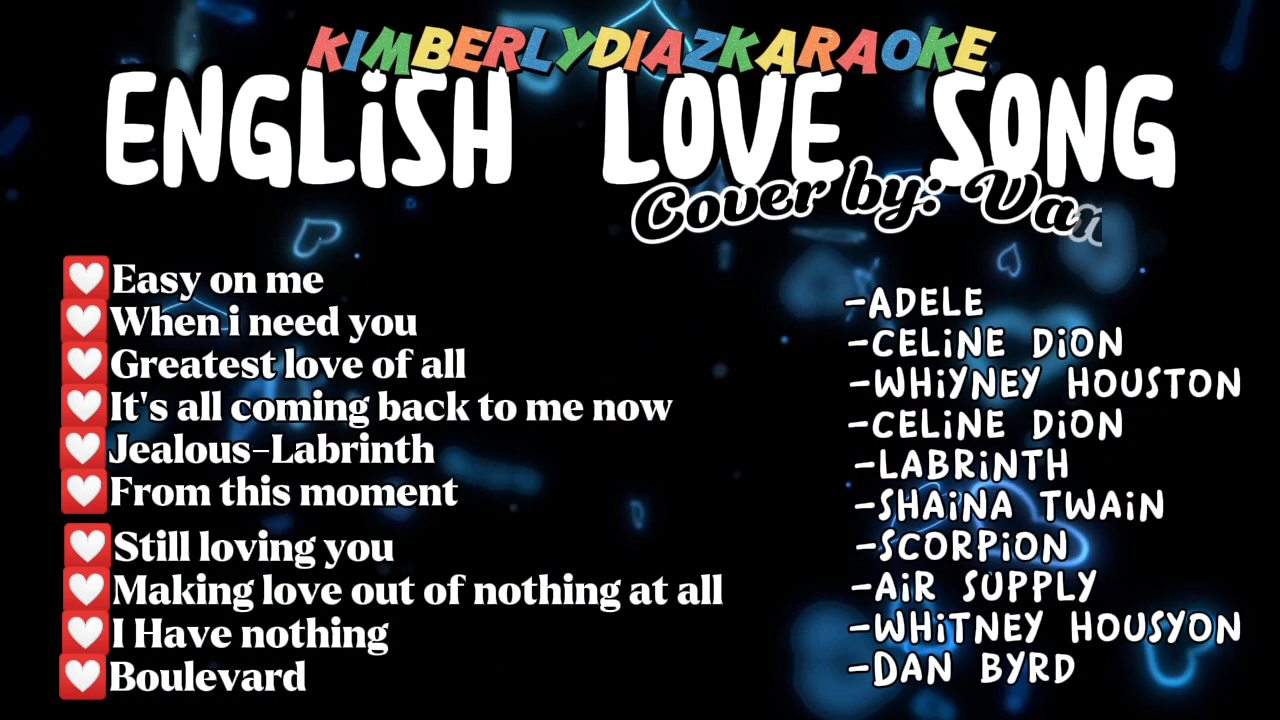 KIMBERLYDIAZKARAOKE
ENGLiSH LOVE SONG
Cover by: Van
Easy on me
When i need you
Greatest love of all
It's all coming back to me now
Jealous-Labrinth
From this moment
Still loving you
Making love out of nothing at all
I Have nothing
Boulevard
-ADELE
-CELiNE DiON
-WHiYNEY HOUSTON
-CELiNE DiON
-LABRiNTH
-SHAiNA TWAiN
-SCORPiON
-AiR SUPPLY
-WHiTNEY HOUSYON
-DAN BYRD